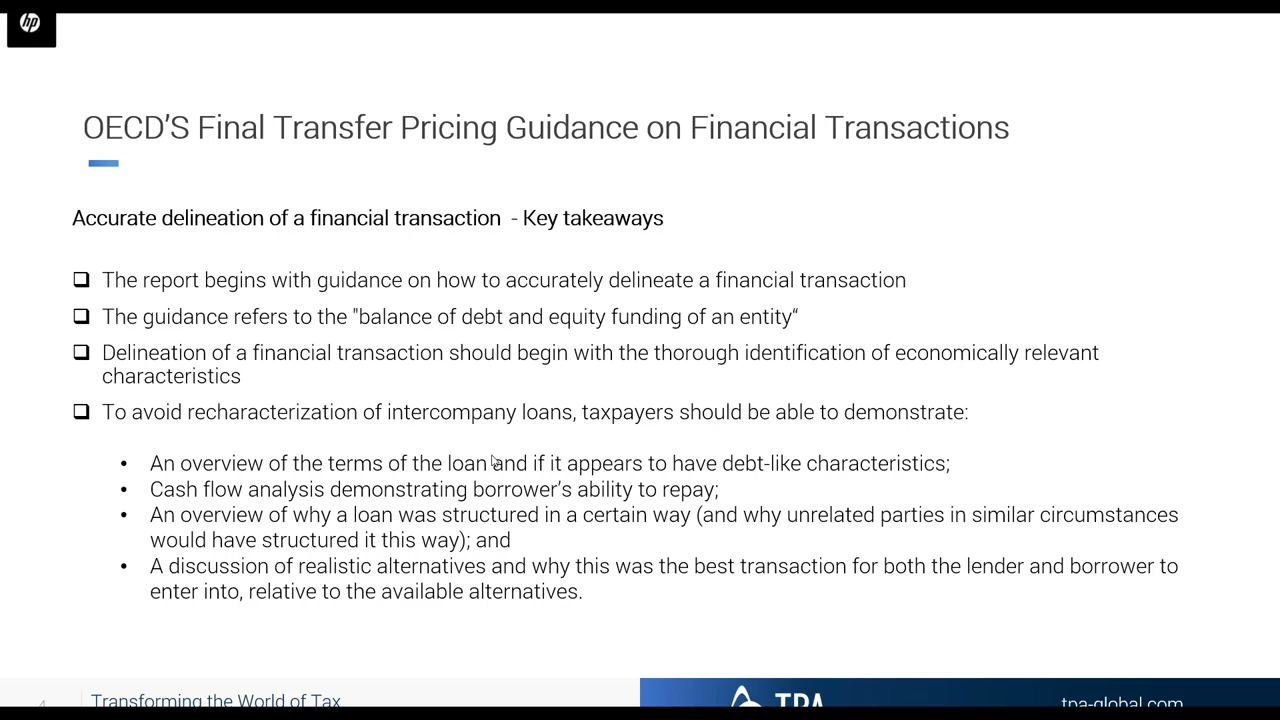 hp
OECD'S Final Transfer Pricing Guidance on Financial Transactions
Accurate delineation of a financial transaction - Key takeaways
The report begins with guidance on how to accurately delineate a financial transaction
The guidance refers to the "balance of debt and equity funding of an entity“
Delineation of a financial transaction should begin with the thorough identification of economically relevant
characteristics
To avoid recharacterization of intercompany loans, taxpayers should be able to demonstrate:
• An overview of the terms of the loan and if it appears to have debt-like characteristics;
• Cash flow analysis demonstrating borrower's ability to repay;
• An overview of why a loan was structured in a certain way (and why unrelated parties in similar circumstances
would have structured it this way); and
• A discussion of realistic alternatives and why this was the best transaction for both the lender and borrower to
enter into, relative to the available alternatives.
4
Transforming the World of Tax
TPA
tpa-global.com